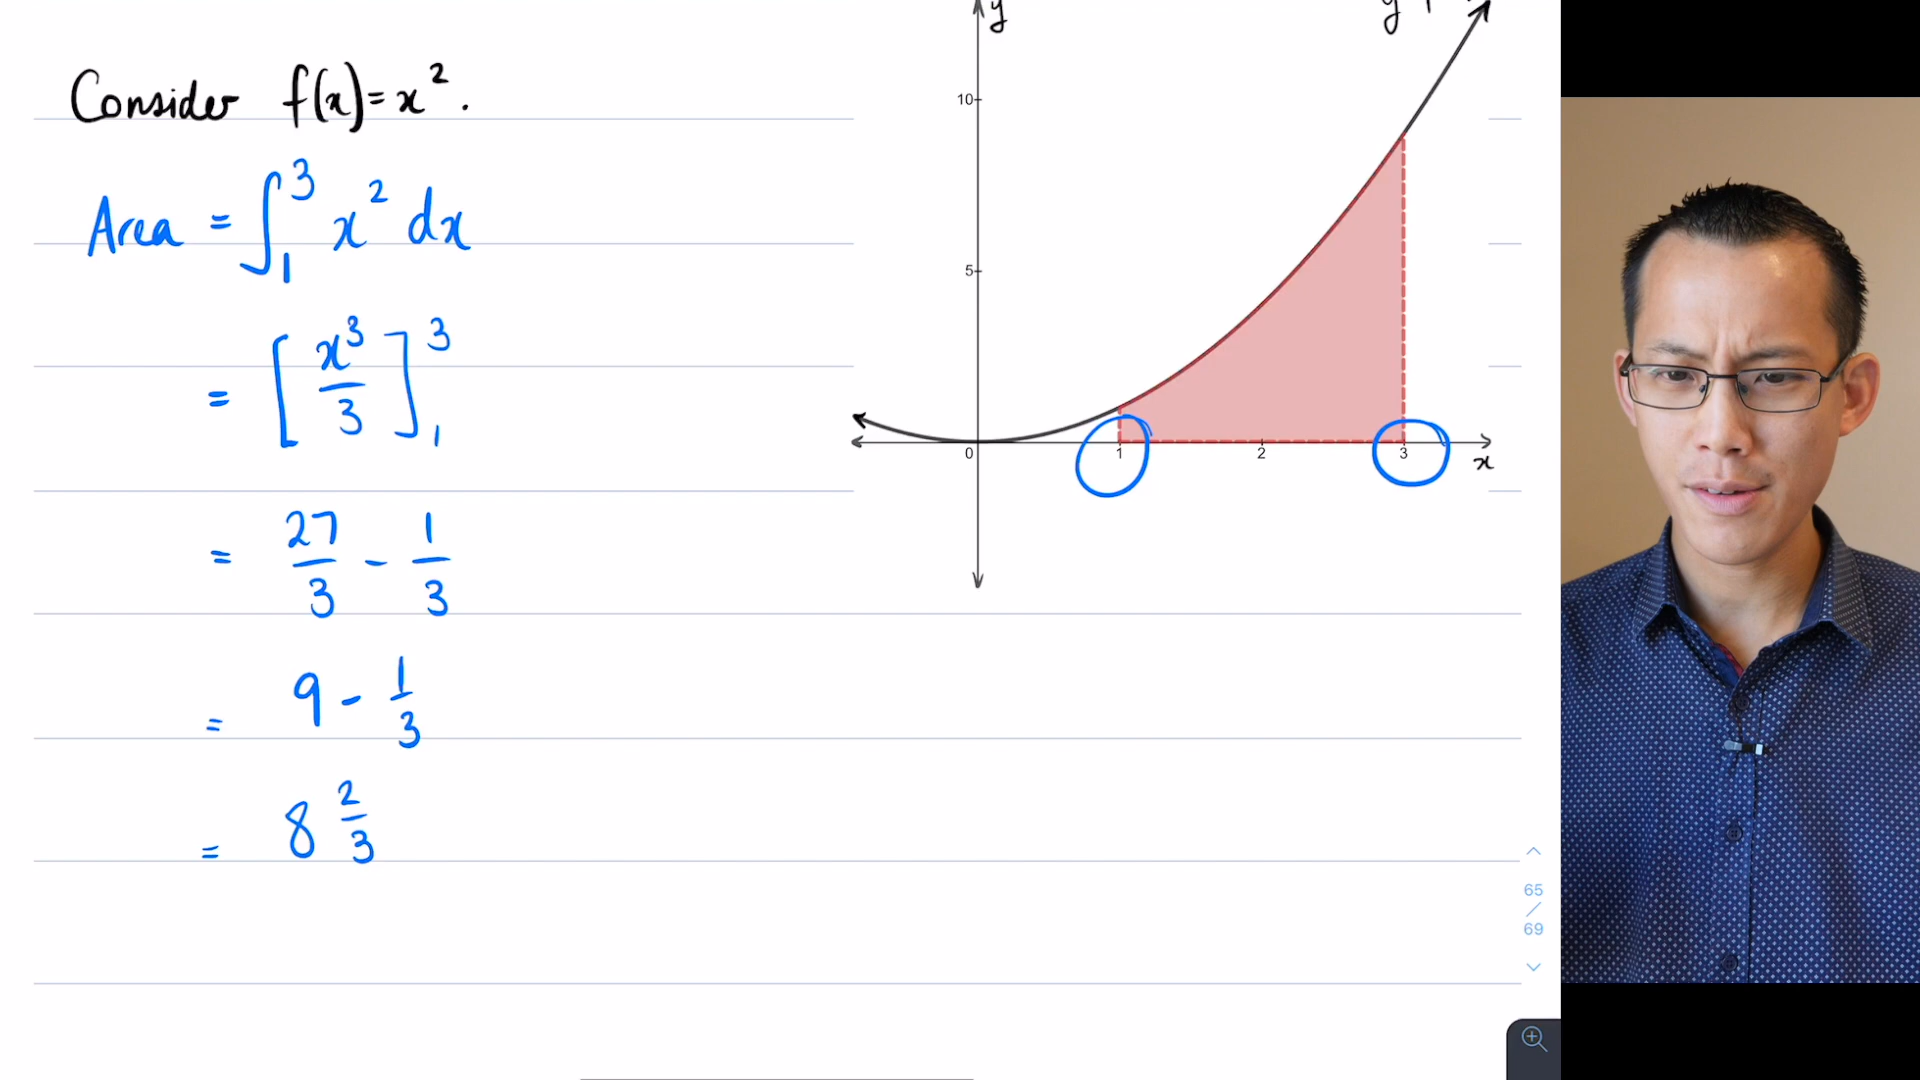 Consider f(x)=x².
Area = ∫₁³ x² dx
= [x³/3]₁³
= 27/3 - 1/3
= 9 - 1/3
= 8 2/3
y
y
10
5
0
1
2
3
x
65
/
69